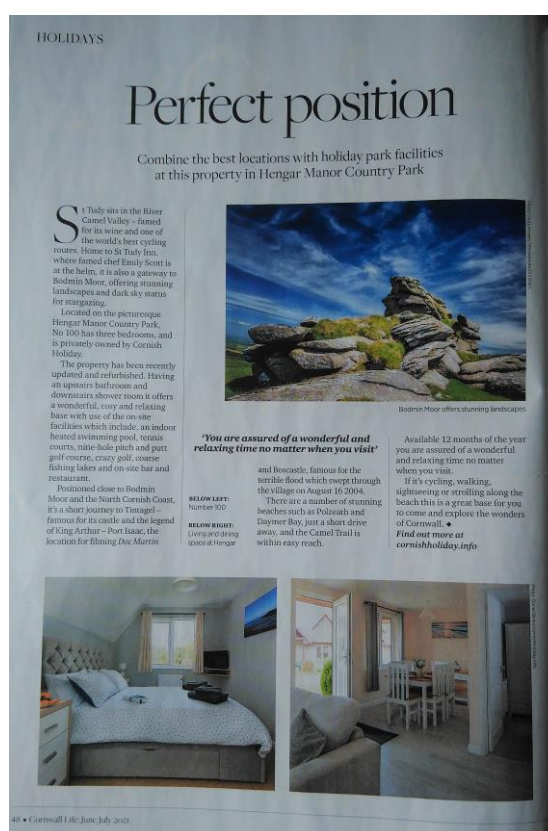 HOLIDAYS
Perfect position
Combine the best locations with holiday park facilities
at this property in Hengar Manor Country Park
St Tudy sits in the River
Camel Valley – famed
for its wine and one of
the world's best cycling
routes. Home to St Tudy Inn,
where famed chef Emily Scott is
at the helm, it is also a gateway to
Bodmin Moor, offering stunning
landscapes and dark sky status
for stargazing.
Located on the picturesque
Hengar Manor Country Park,
No 100 has three bedrooms, and
is privately owned by Cornish
Holiday.
The property has been recently
updated and refurbished. Having
an upstairs bathroom and
downstairs shower room it offers
a wonderful, cosy and relaxing
base with use of the on-site
facilities which include, an indoor
heated swimming pool, tennis
courts, nine-hole pitch and putt
golf course, crazy golf, coarse
fishing lakes and on-site bar and
restaurant.
Positioned close to Bodmin
Moor and the North Cornish Coast,
it's a short journey to Tintagel –
famous for its castle and the legend
of King Arthur – Port Isaac, the
location for filming Doc Martin
Bodmin Moor offers stunning landscapes
'You are assured of a wonderful and
relaxing time no matter when you visit'
BELOW LEFT:
Number 100
BELOW RIGHT:
Living and dining
space at Hengar
and Boscastle, famous for the
terrible flood which swept through
the village on August 16 2004.
There are a number of stunning
beaches such as Polzeath and
Daymer Bay, just a short drive
away, and the Camel Trail is
within easy reach.
Available 12 months of the year
you are assured of a wonderful
and relaxing time no matter
when you visit.
If it's cycling, walking,
sightseeing or strolling along the
beach this is a great base for you
to come and explore the wonders
of Cornwall. ◆
Find out more at
cornishholiday.info
48 ● Cornwall Life: June/July 2021